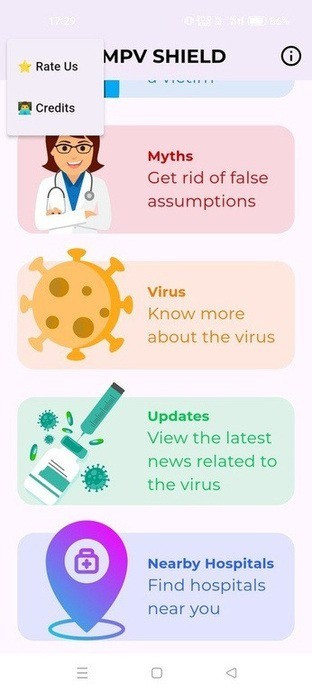 17:29
86%
⭐ Rate Us
MPV SHIELD
👨‍💻 Credits
a victim
Myths
Get rid of false
assumptions
Virus
Know more
about the virus
Updates
View the latest
news related to
the virus
Nearby Hospitals
Find hospitals
near you